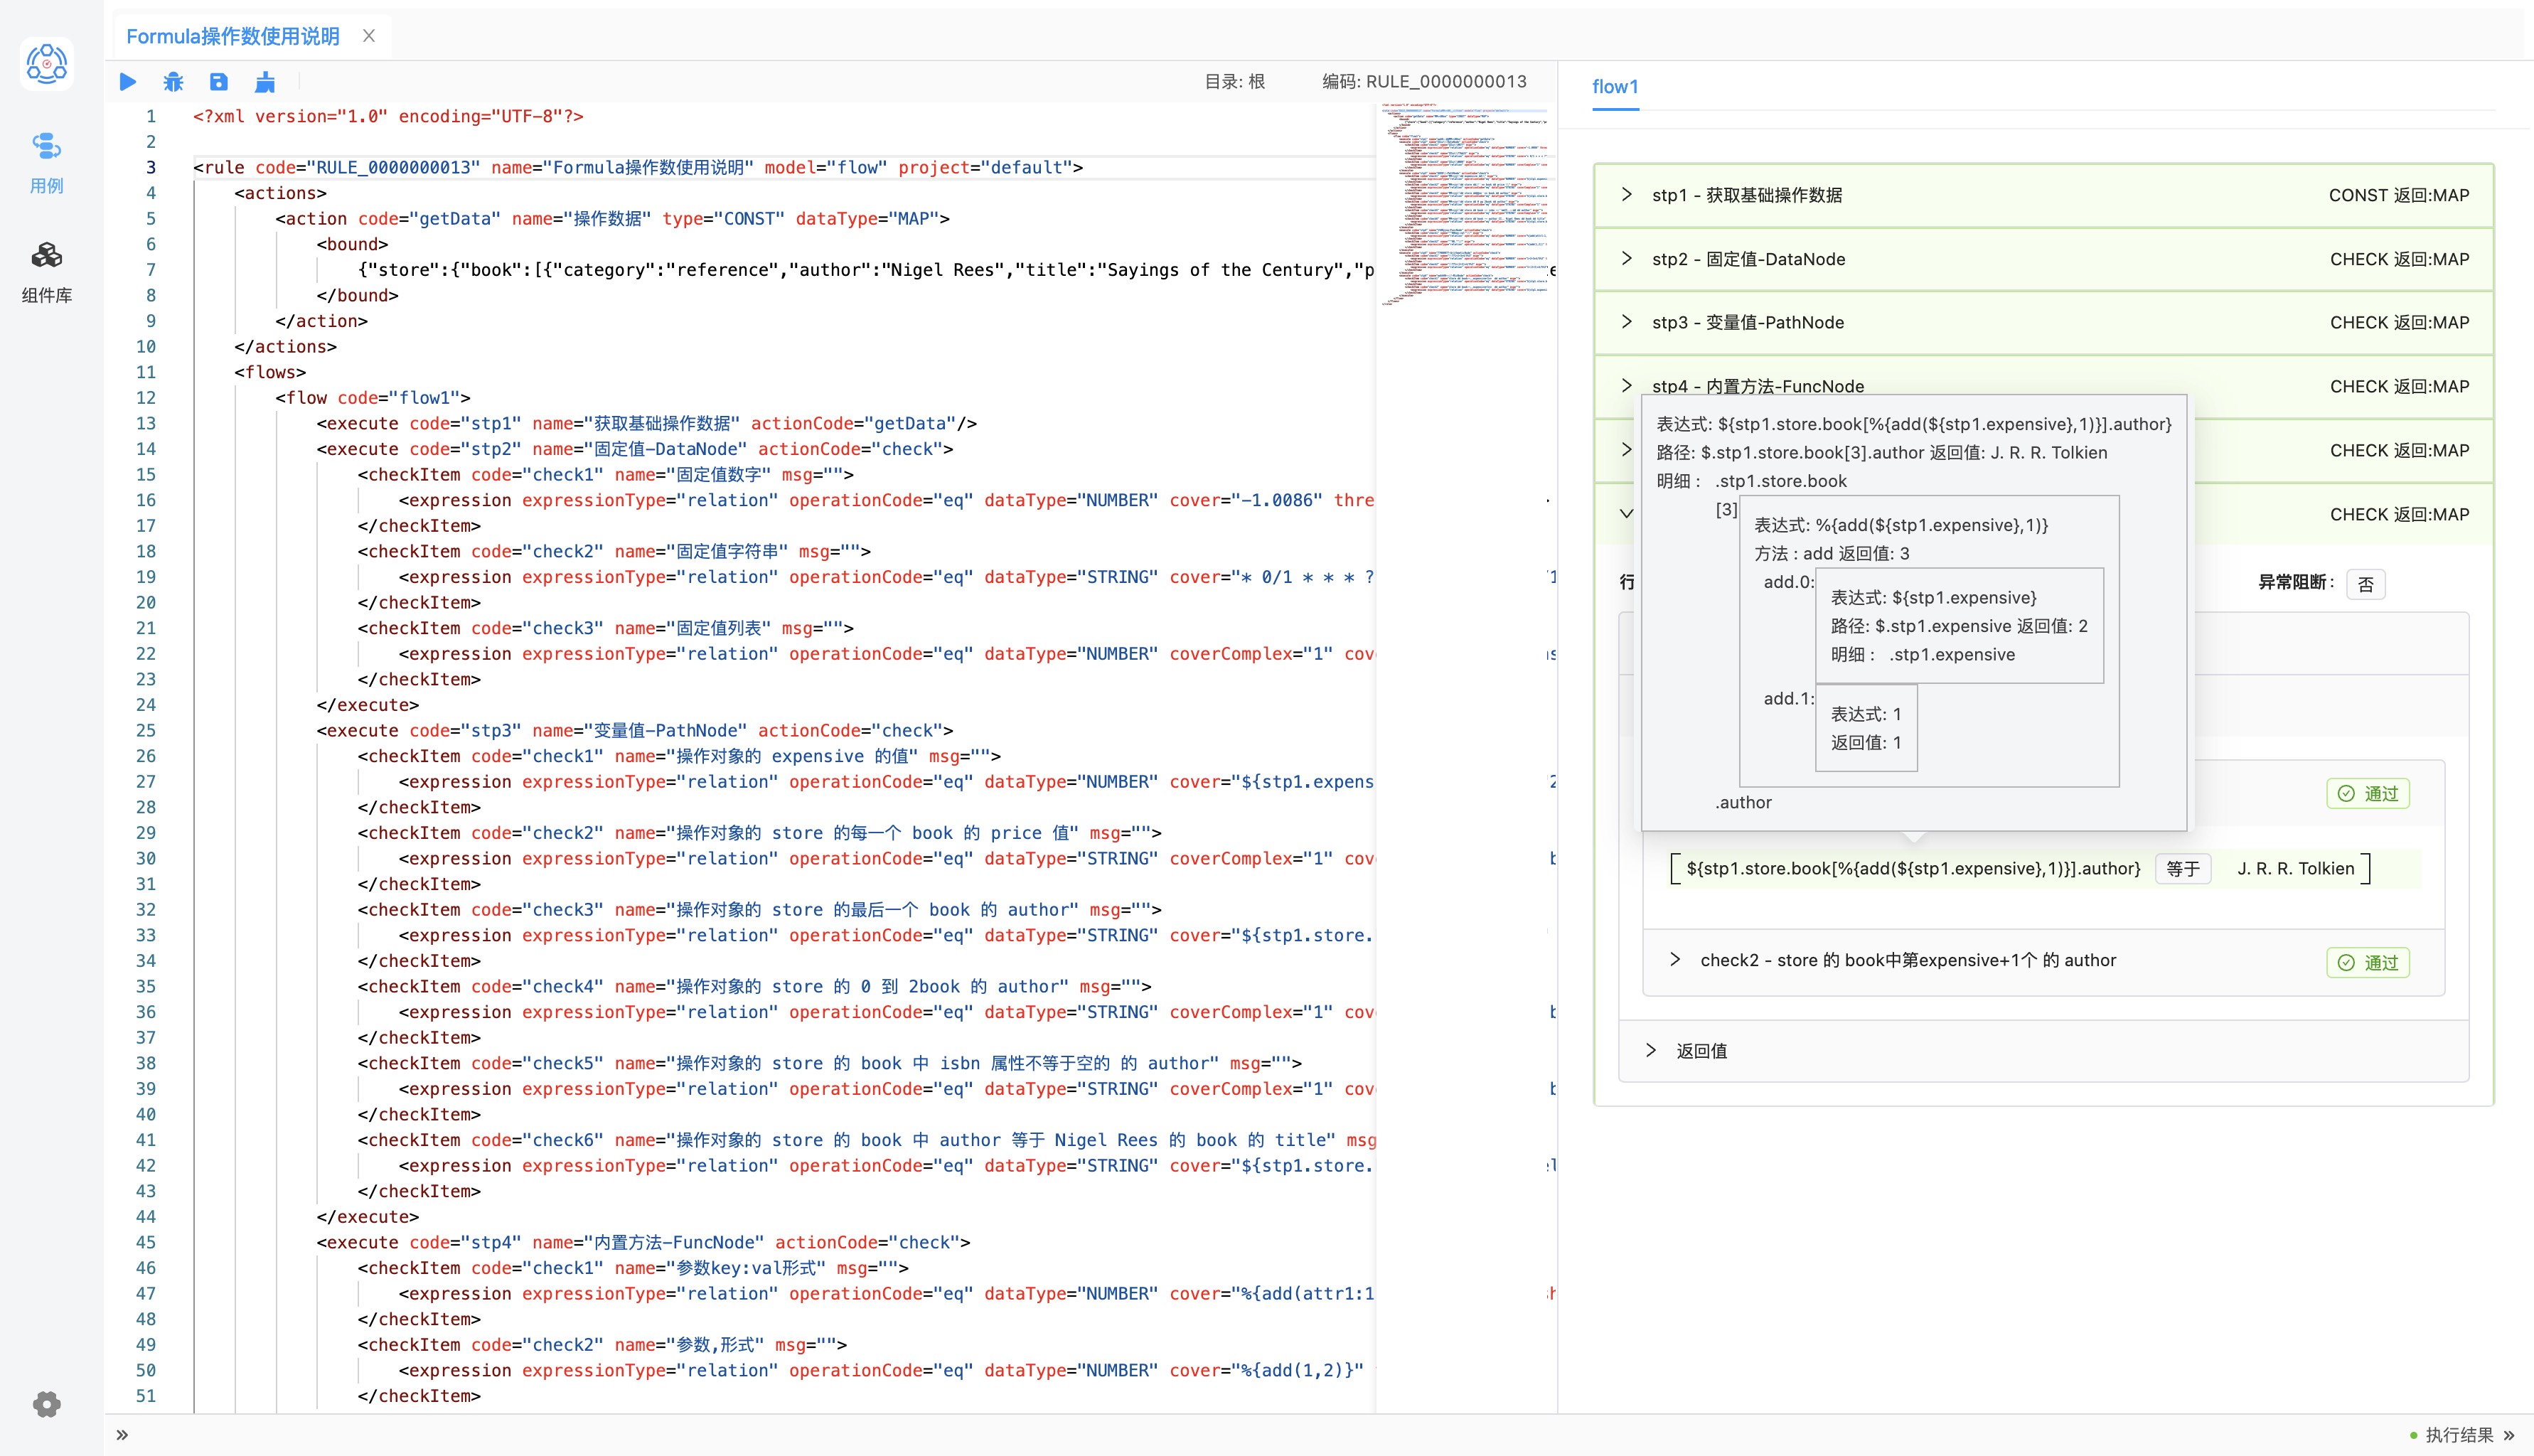 Formula操作数使用说明
用例
组件库
目录: 根 编码: RULE_0000000013
1 <?xml version="1.0" encoding="UTF-8"?>
2
3 <rule code="RULE_0000000013" name="Formula操作数使用说明" model="flow" project="default">
4 <actions>
5 <action code="getData" name="操作数据" type="CONST" dataType="MAP">
6 <bound>
7 {"store":{"book":[{"category":"reference","author":"Nigel Rees","title":"Sayings of the Century","p
8 </bound>
9 </action>
10 </actions>
11 <flows>
12 <flow code="flow1">
13 <execute code="stp1" name="获取基础操作数据" actionCode="getData"/>
14 <execute code="stp2" name="固定值-DataNode" actionCode="check">
15 <checkItem code="check1" name="固定值数字" msg="">
16 <expression expressionType="relation" operationCode="eq" dataType="NUMBER" cover="-1.0086" thre
17 </checkItem>
18 <checkItem code="check2" name="固定值字符串" msg="">
19 <expression expressionType="relation" operationCode="eq" dataType="STRING" cover="* 0/1 * * * ?
20 </checkItem>
21 <checkItem code="check3" name="固定值列表" msg="">
22 <expression expressionType="relation" operationCode="eq" dataType="NUMBER" coverComplex="1" cov
23 </checkItem>
24 </execute>
25 <execute code="stp3" name="变量值-PathNode" actionCode="check">
26 <checkItem code="check1" name="操作对象的 expensive 的值" msg="">
27 <expression expressionType="relation" operationCode="eq" dataType="NUMBER" cover="${stp1.expens
28 </checkItem>
29 <checkItem code="check2" name="操作对象的 store 的每一个 book 的 price 值" msg="">
30 <expression expressionType="relation" operationCode="eq" dataType="STRING" coverComplex="1" cov
31 </checkItem>
32 <checkItem code="check3" name="操作对象的 store 的最后一个 book 的 author" msg="">
33 <expression expressionType="relation" operationCode="eq" dataType="STRING" cover="${stp1.store.
34 </checkItem>
35 <checkItem code="check4" name="操作对象的 store 的 0 到 2book 的 author" msg="">
36 <expression expressionType="relation" operationCode="eq" dataType="STRING" coverComplex="1" cov
37 </checkItem>
38 <checkItem code="check5" name="操作对象的 store 的 book 中 isbn 属性不等于空的 的 author" msg="">
39 <expression expressionType="relation" operationCode="eq" dataType="STRING" coverComplex="1" cov
40 </checkItem>
41 <checkItem code="check6" name="操作对象的 store 的 book 中 author 等于 Nigel Rees 的 book 的 title" msg
42 <expression expressionType="relation" operationCode="eq" dataType="STRING" cover="${stp1.store.
43 </checkItem>
44 </execute>
45 <execute code="stp4" name="内置方法-FuncNode" actionCode="check">
46 <checkItem code="check1" name="参数key:val形式" msg="">
47 <expression expressionType="relation" operationCode="eq" dataType="NUMBER" cover="%{add(attr1:1
48 </checkItem>
49 <checkItem code="check2" name="参数,形式" msg="">
50 <expression expressionType="relation" operationCode="eq" dataType="NUMBER" cover="%{add(1,2)}"
51 </checkItem>
flow1
stp1 - 获取基础操作数据 CONST 返回:MAP
stp2 - 固定值-DataNode CHECK 返回:MAP
stp3 - 变量值-PathNode CHECK 返回:MAP
stp4 - 内置方法-FuncNode CHECK 返回:MAP
CHECK 返回:MAP
CHECK 返回:MAP
表达式: ${stp1.store.book[%{add(${stp1.expensive},1)}].author}
路径: $.stp1.store.book[3].author 返回值: J. R. R. Tolkien
明细： .stp1.store.book
[3]
表达式: %{add(${stp1.expensive},1)}
方法 : add 返回值: 3
add.0:
表达式: ${stp1.expensive}
路径: $.stp1.expensive 返回值: 2
明细： .stp1.expensive
add.1:
表达式: 1
返回值: 1
.author
行
异常阻断： 否
通过
${stp1.store.book[%{add(${stp1.expensive},1)}].author} 等于 J. R. R. Tolkien
check2 - store 的 book中第expensive+1个 的 author 通过
返回值
执行结果